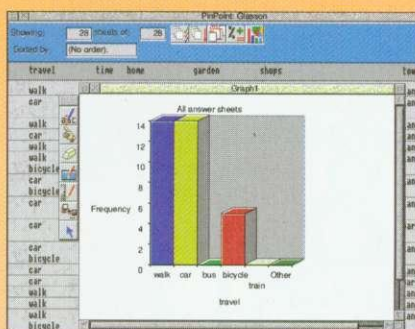 PinPoint: Glasson
Showing: 28 sheets of: 28
Sorted by: (No order).
travel time home garden shops
Graph1
walk
car
walk
car
walk
walk
bicycle
car
bicycle
car
car
car
bicycle
car
car
walk
walk
walk
bicycle
All answer sheets
14
12
10
8
6
4
2
0
Frequency
walk car bus bicycle train Other
travel